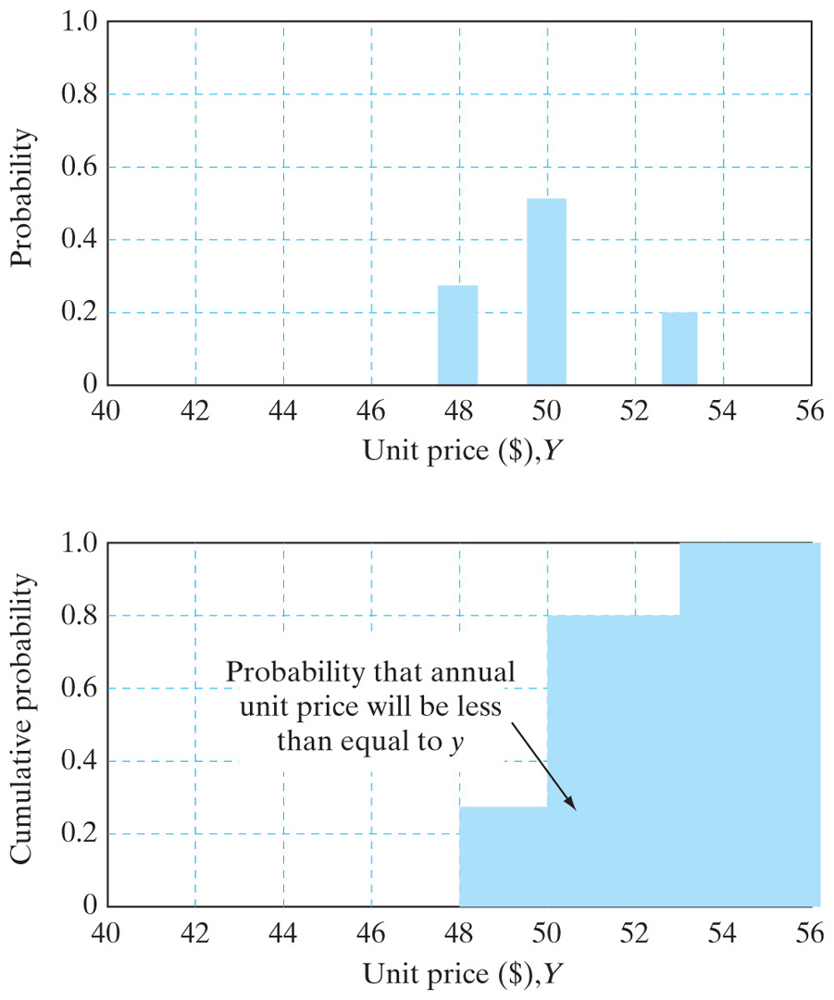 Probability
1.0
0.8
0.6
0.4
0.2
0
40 42 44 46 48 50 52 54 56
Unit price ($),Y
Cumulative probability
1.0
0.8
0.6
0.4
0.2
0
Probability that annual
unit price will be less
than equal to y
40 42 44 46 48 50 52 54 56
Unit price ($),Y